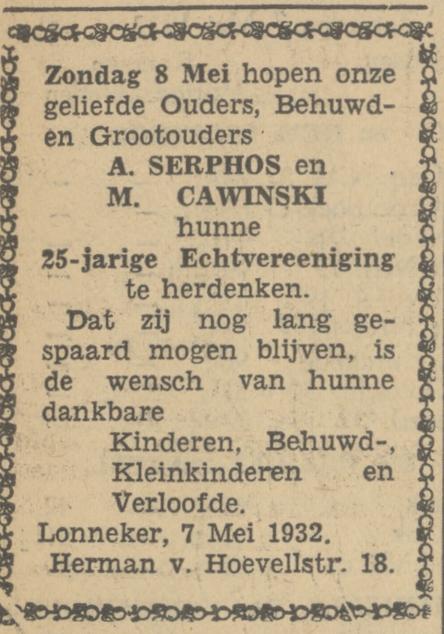 Zondag 8 Mei hopen onze
geliefde Ouders, Behuwd-
en Grootouders
A. SERPHOS en
M. CAWINSKI
hunne
25-jarige Echtvereeniging
te herdenken.
Dat zij nog lang ge-
spaard mogen blijven, is
de wensch van hunne
dankbare
Kinderen, Behuwd-,
Kleinkinderen en
Verloofde.
Lonneker, 7 Mei 1932.
Herman v. Hoevellstr. 18.